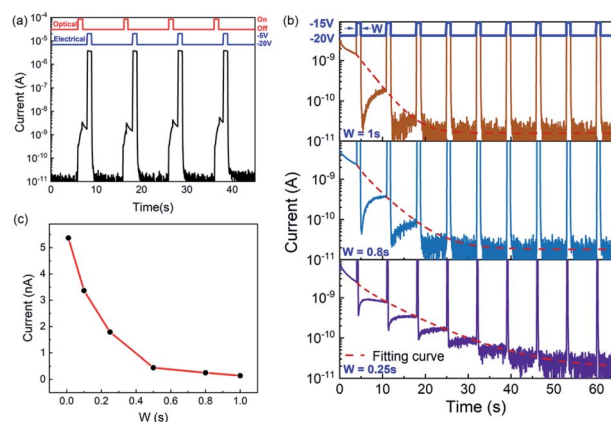 (a)
Optical
On
Off
Electrical
-5V
-20V
10⁻⁴
10⁻⁵
10⁻⁶
10⁻⁷
10⁻⁸
10⁻⁹
10⁻¹⁰
10⁻¹¹
Current (A)
0 10 20 30 40
Time(s)
(c)
5
4
3
2
1
0
Current (nA)
0.0 0.2 0.4 0.6 0.8 1.0
W (s)
(b)
-15V
-20V
W
10⁻⁹
10⁻¹⁰
10⁻¹¹
W = 1s
10⁻⁹
10⁻¹⁰
10⁻¹¹
W = 0.8s
10⁻⁹
10⁻¹⁰
10⁻¹¹
W = 0.25s
Fitting curve
Current (A)
0 10 20 30 40 50 60
Time (s)